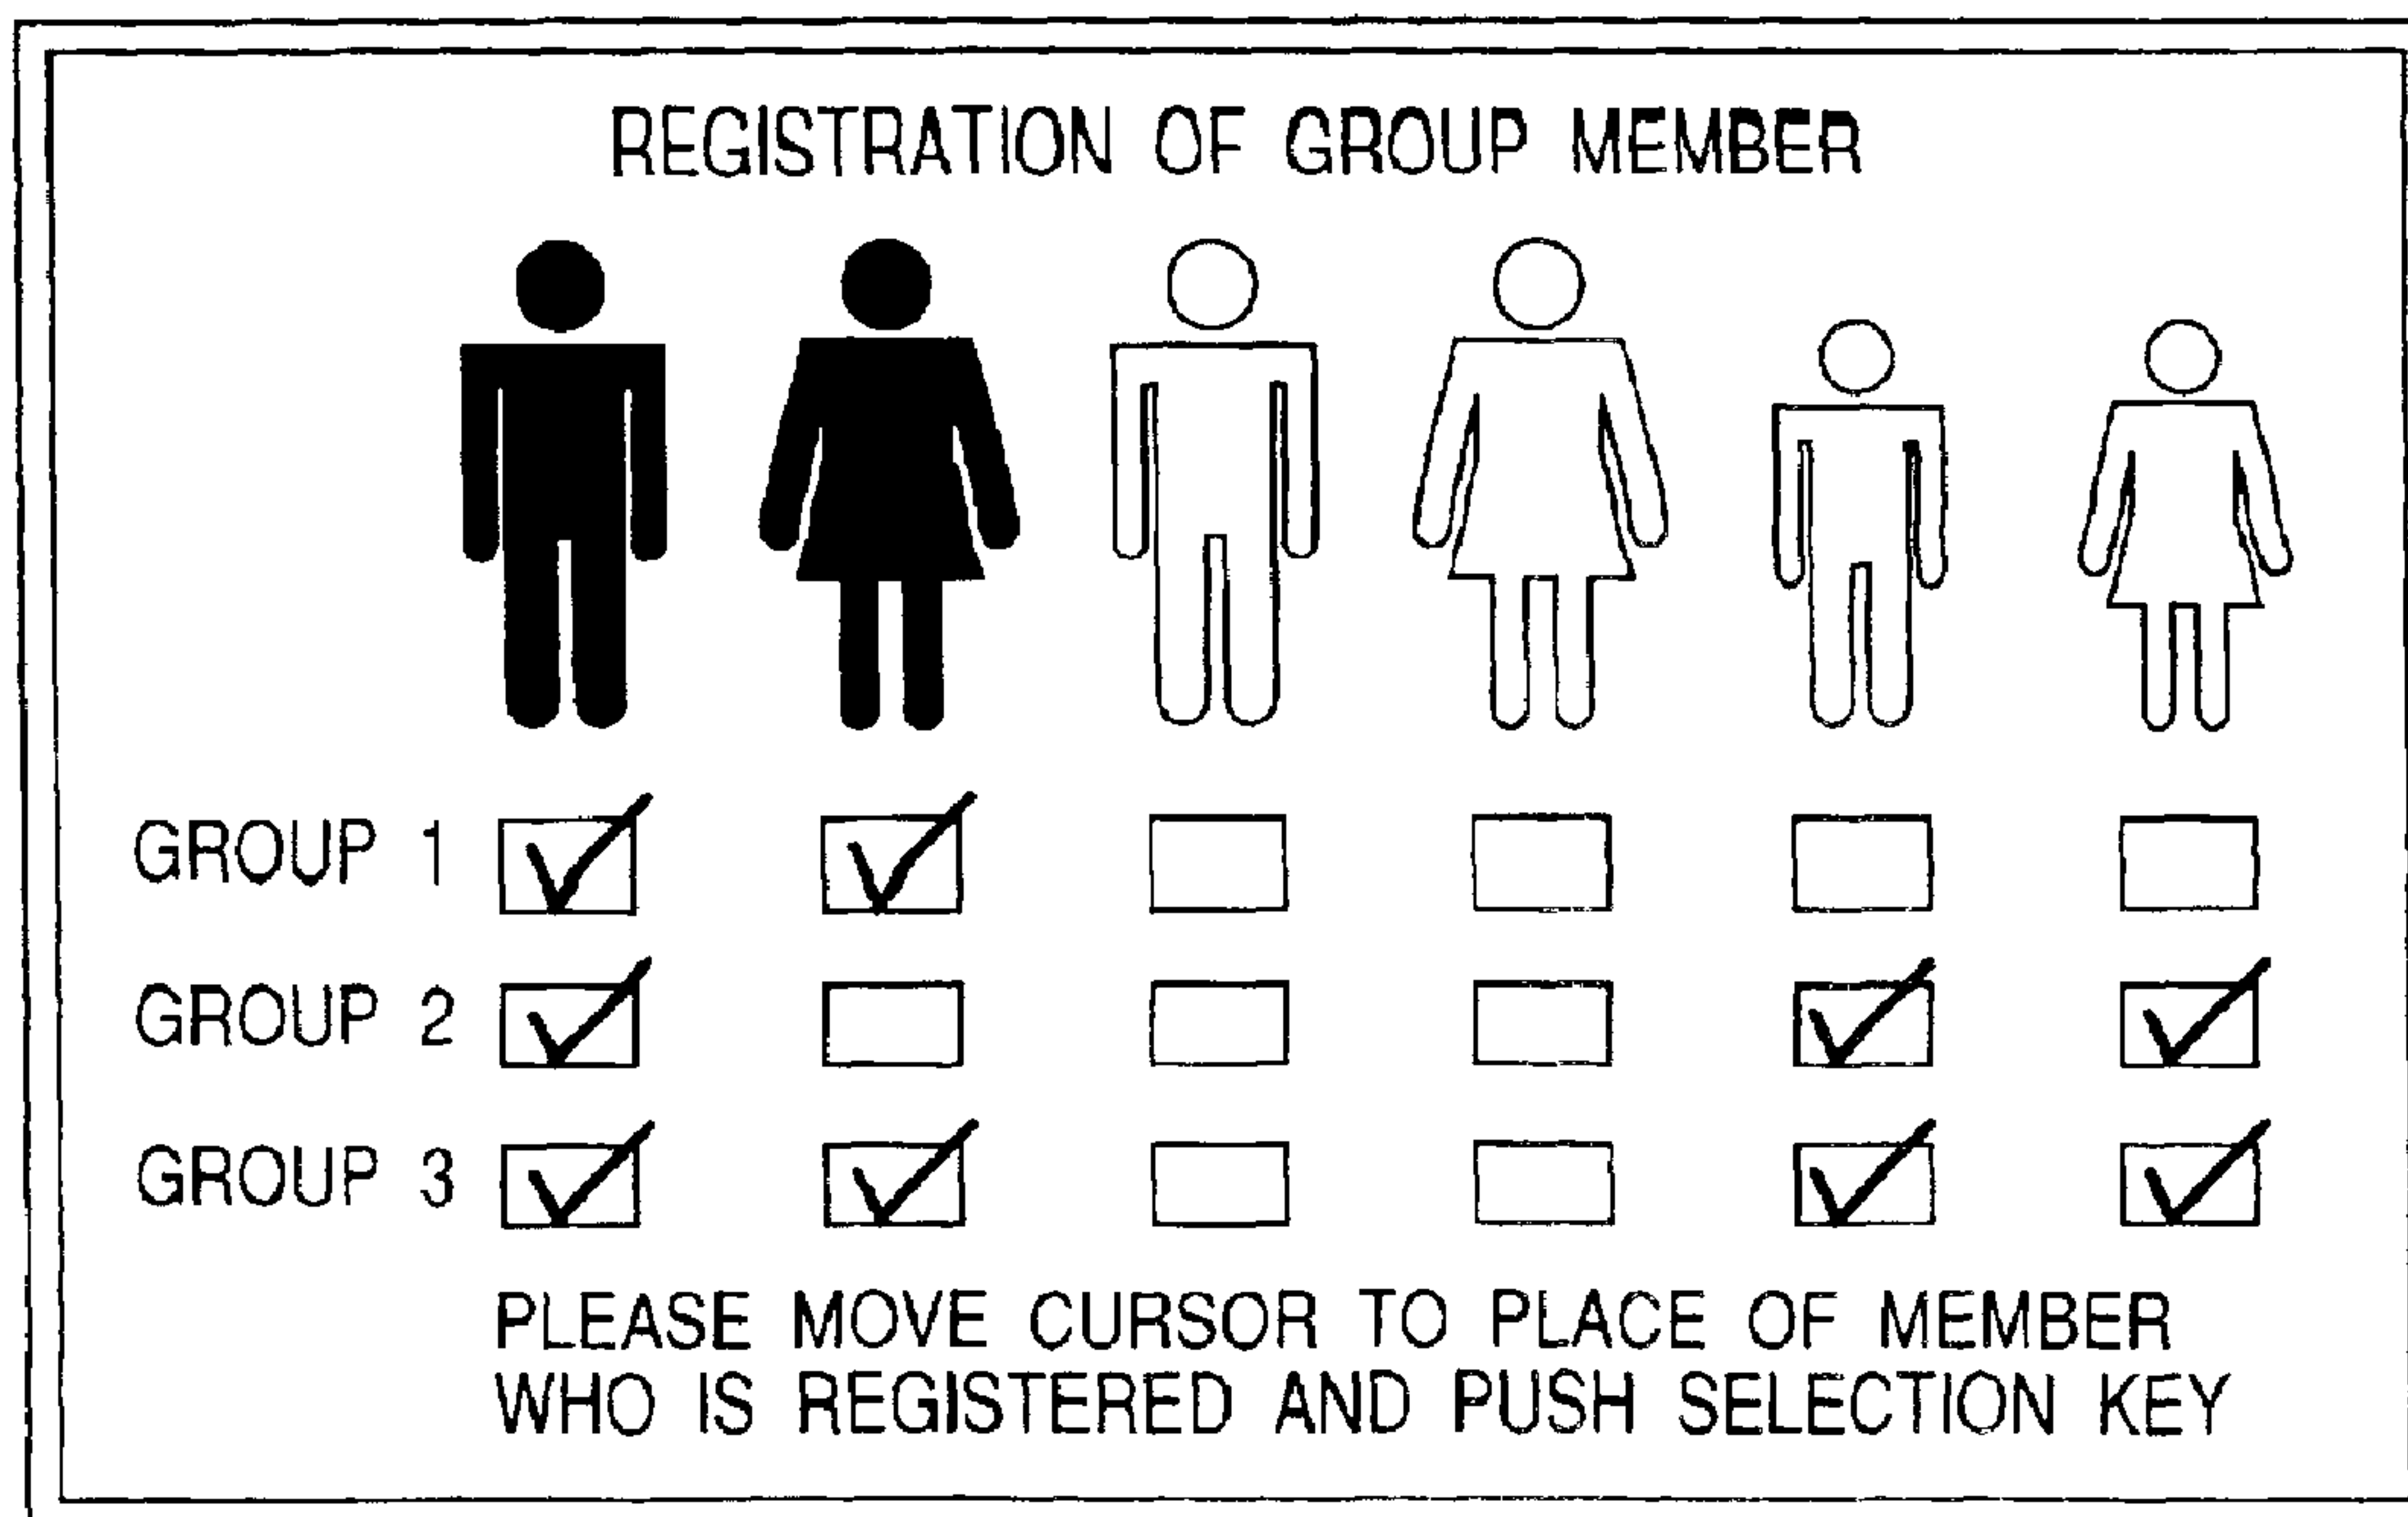 REGISTRATION OF GROUP MEMBER
GROUP 1
GROUP 2
GROUP 3
PLEASE MOVE CURSOR TO PLACE OF MEMBER
WHO IS REGISTERED AND PUSH SELECTION KEY